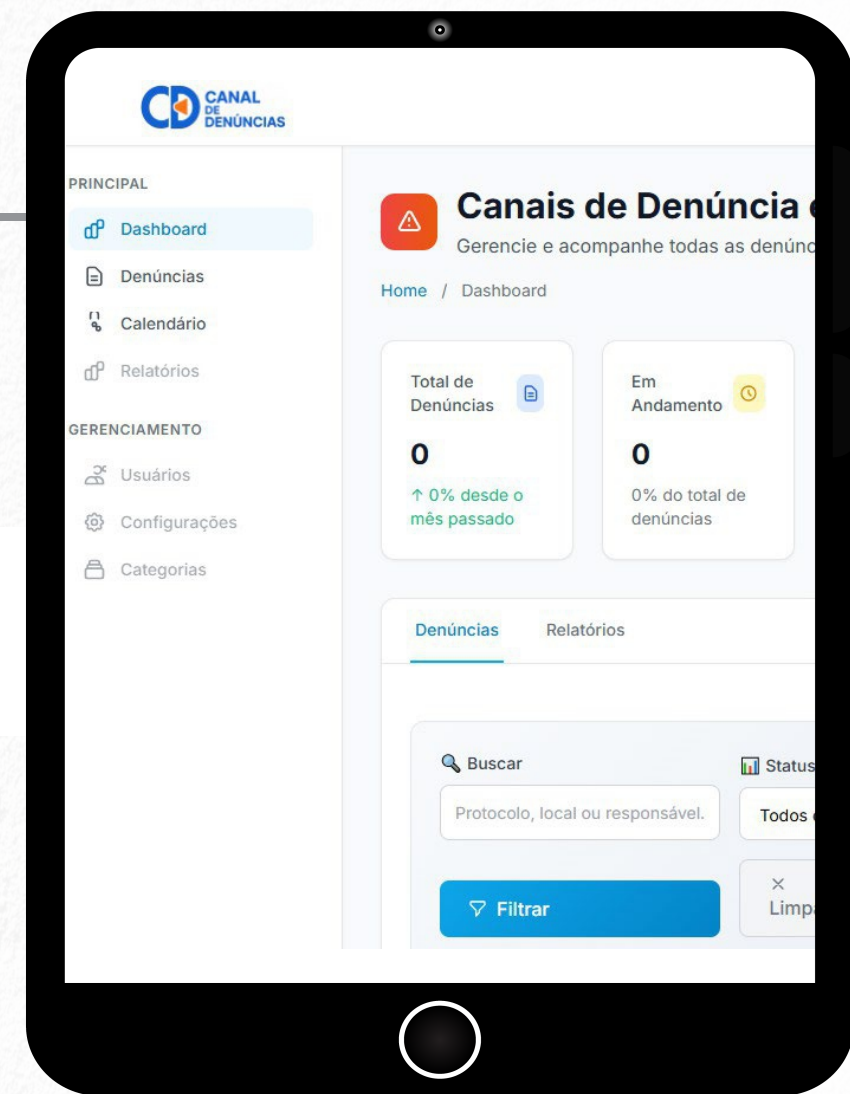 CANAL
DE
DENÚNCIAS
PRINCIPAL
Dashboard
Denúncias
Calendário
Relatórios
GERENCIAMENTO
Usuários
Configurações
Categorias
Canais de Denúncia
Gerencie e acompanhe todas as
Home / Dashboard
Total de
Denúncias
0
↑ 0% desde o
mês passado
Em
Andamento
0
0% do total de
denúncias
Denúncias Relatórios
Buscar
Protocolo, local ou responsável.
Filtrar
Status
Todos